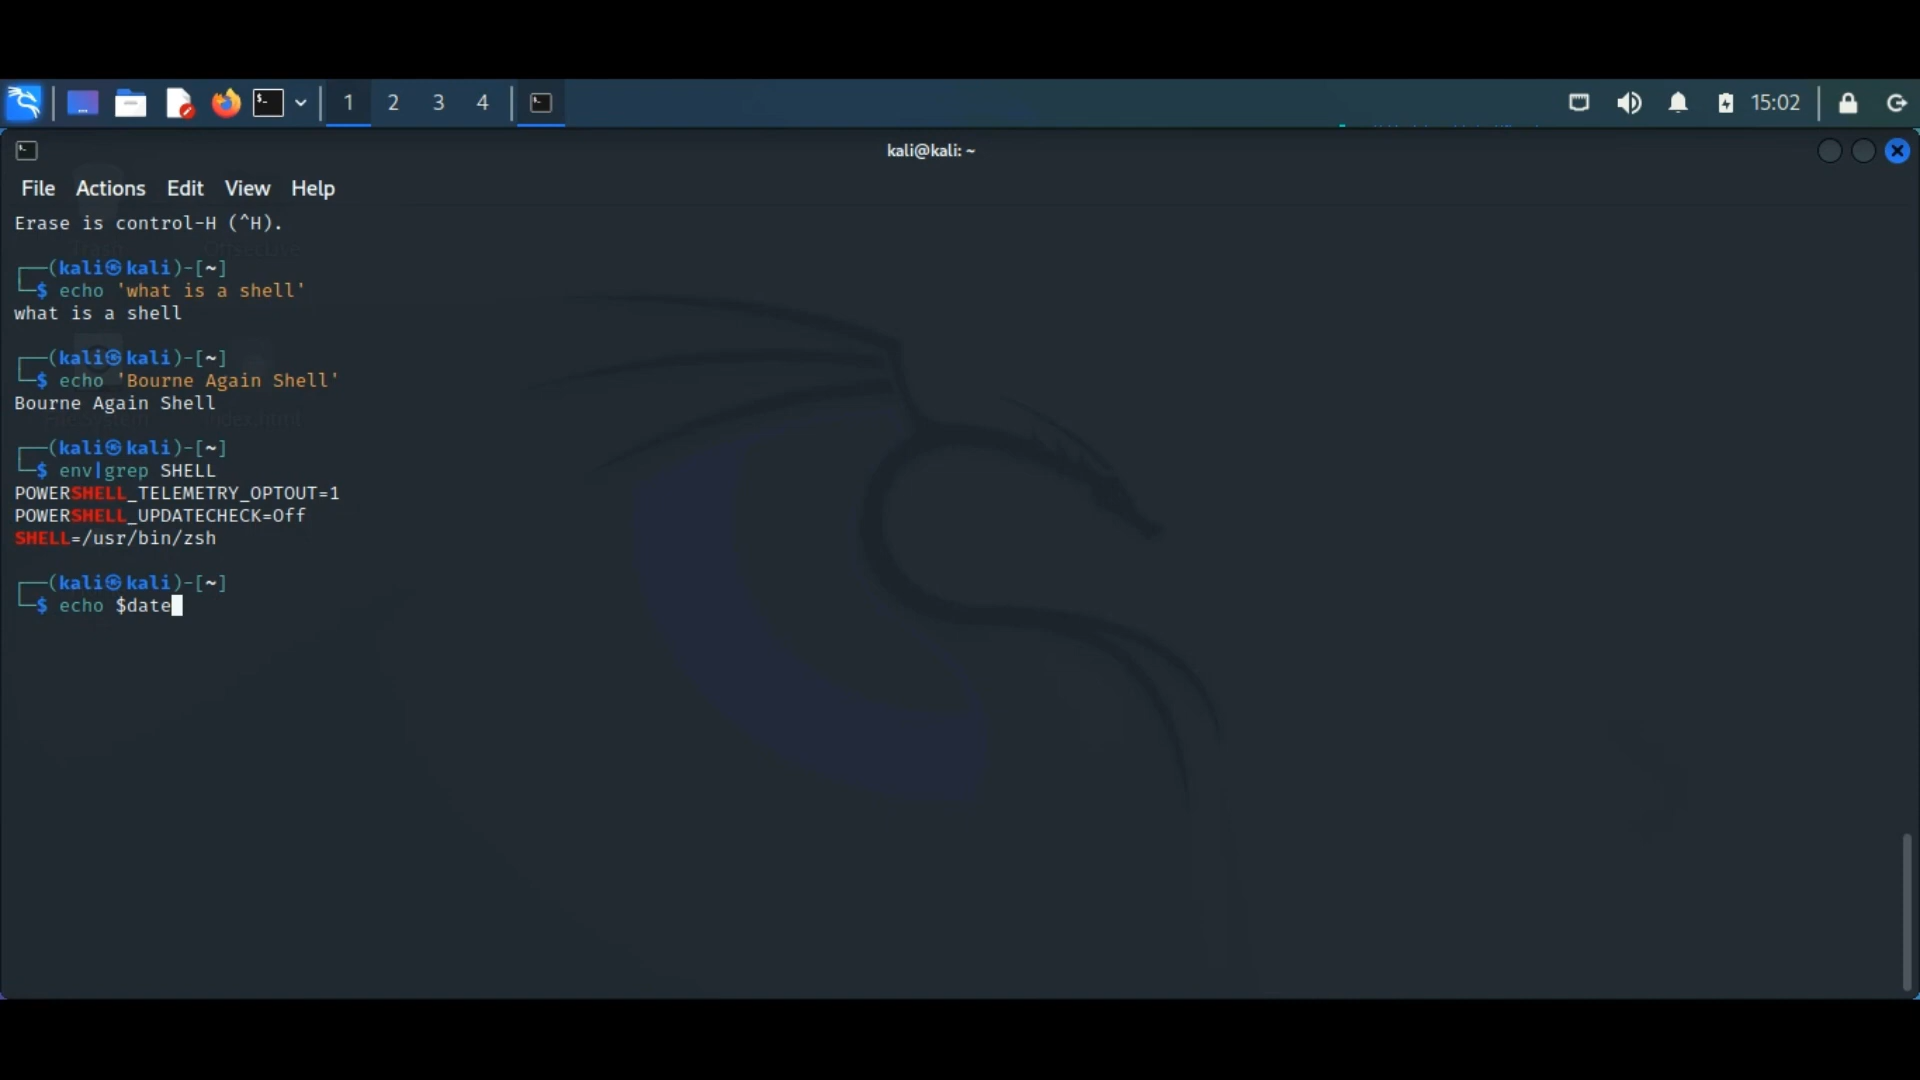 1 2 3 4 15:02
kali@kali: ~
File Actions Edit View Help
Erase is control-H (^H).
┌──(kali㉿kali)-[~]
└─$ echo 'what is a shell'
what is a shell
┌──(kali㉿kali)-[~]
└─$ echo 'Bourne Again Shell'
Bourne Again Shell
┌──(kali㉿kali)-[~]
└─$ env|grep SHELL
POWERSHELL_TELEMETRY_OPTOUT=1
POWERSHELL_UPDATECHECK=Off
SHELL=/usr/bin/zsh
┌──(kali㉿kali)-[~]
└─$ echo $date